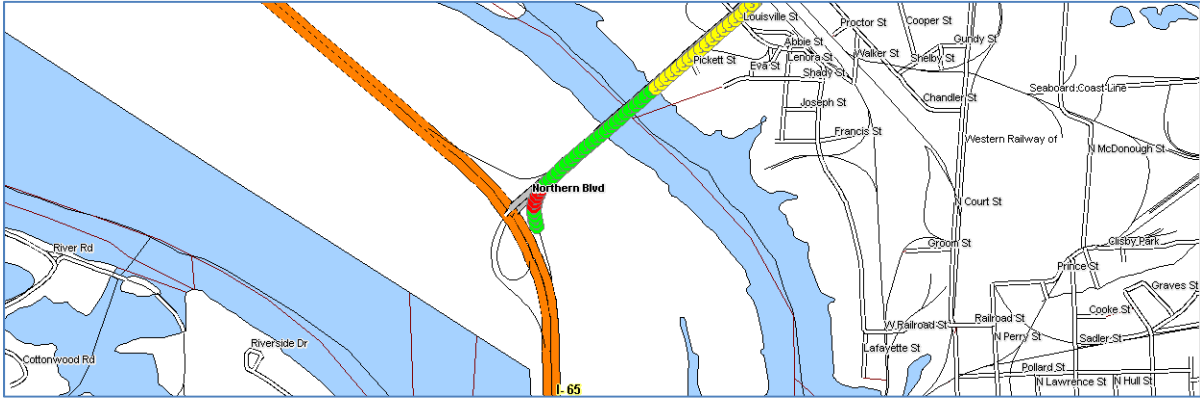 Louisville St
Proctor St
Cooper St
Abbie St
Gundy St
Pickett St
Lenora St
Walker St
Shelby St
Eva St
Shady St
Joseph St
Chandler St
Seaboard Coast Line
Francis St
Western Railway of
N McDonough St
Northern Blvd
N Court St
River Rd
Groom St
Clisby Park
Prince St
Graves St
Cooke St
Railroad St
W Railroad St
Riverside Dr
Lafayette St
N Perry St
Sadler St
Cottonwood Rd
Pollard St
N Lawrence St
N Hull St
I- 65